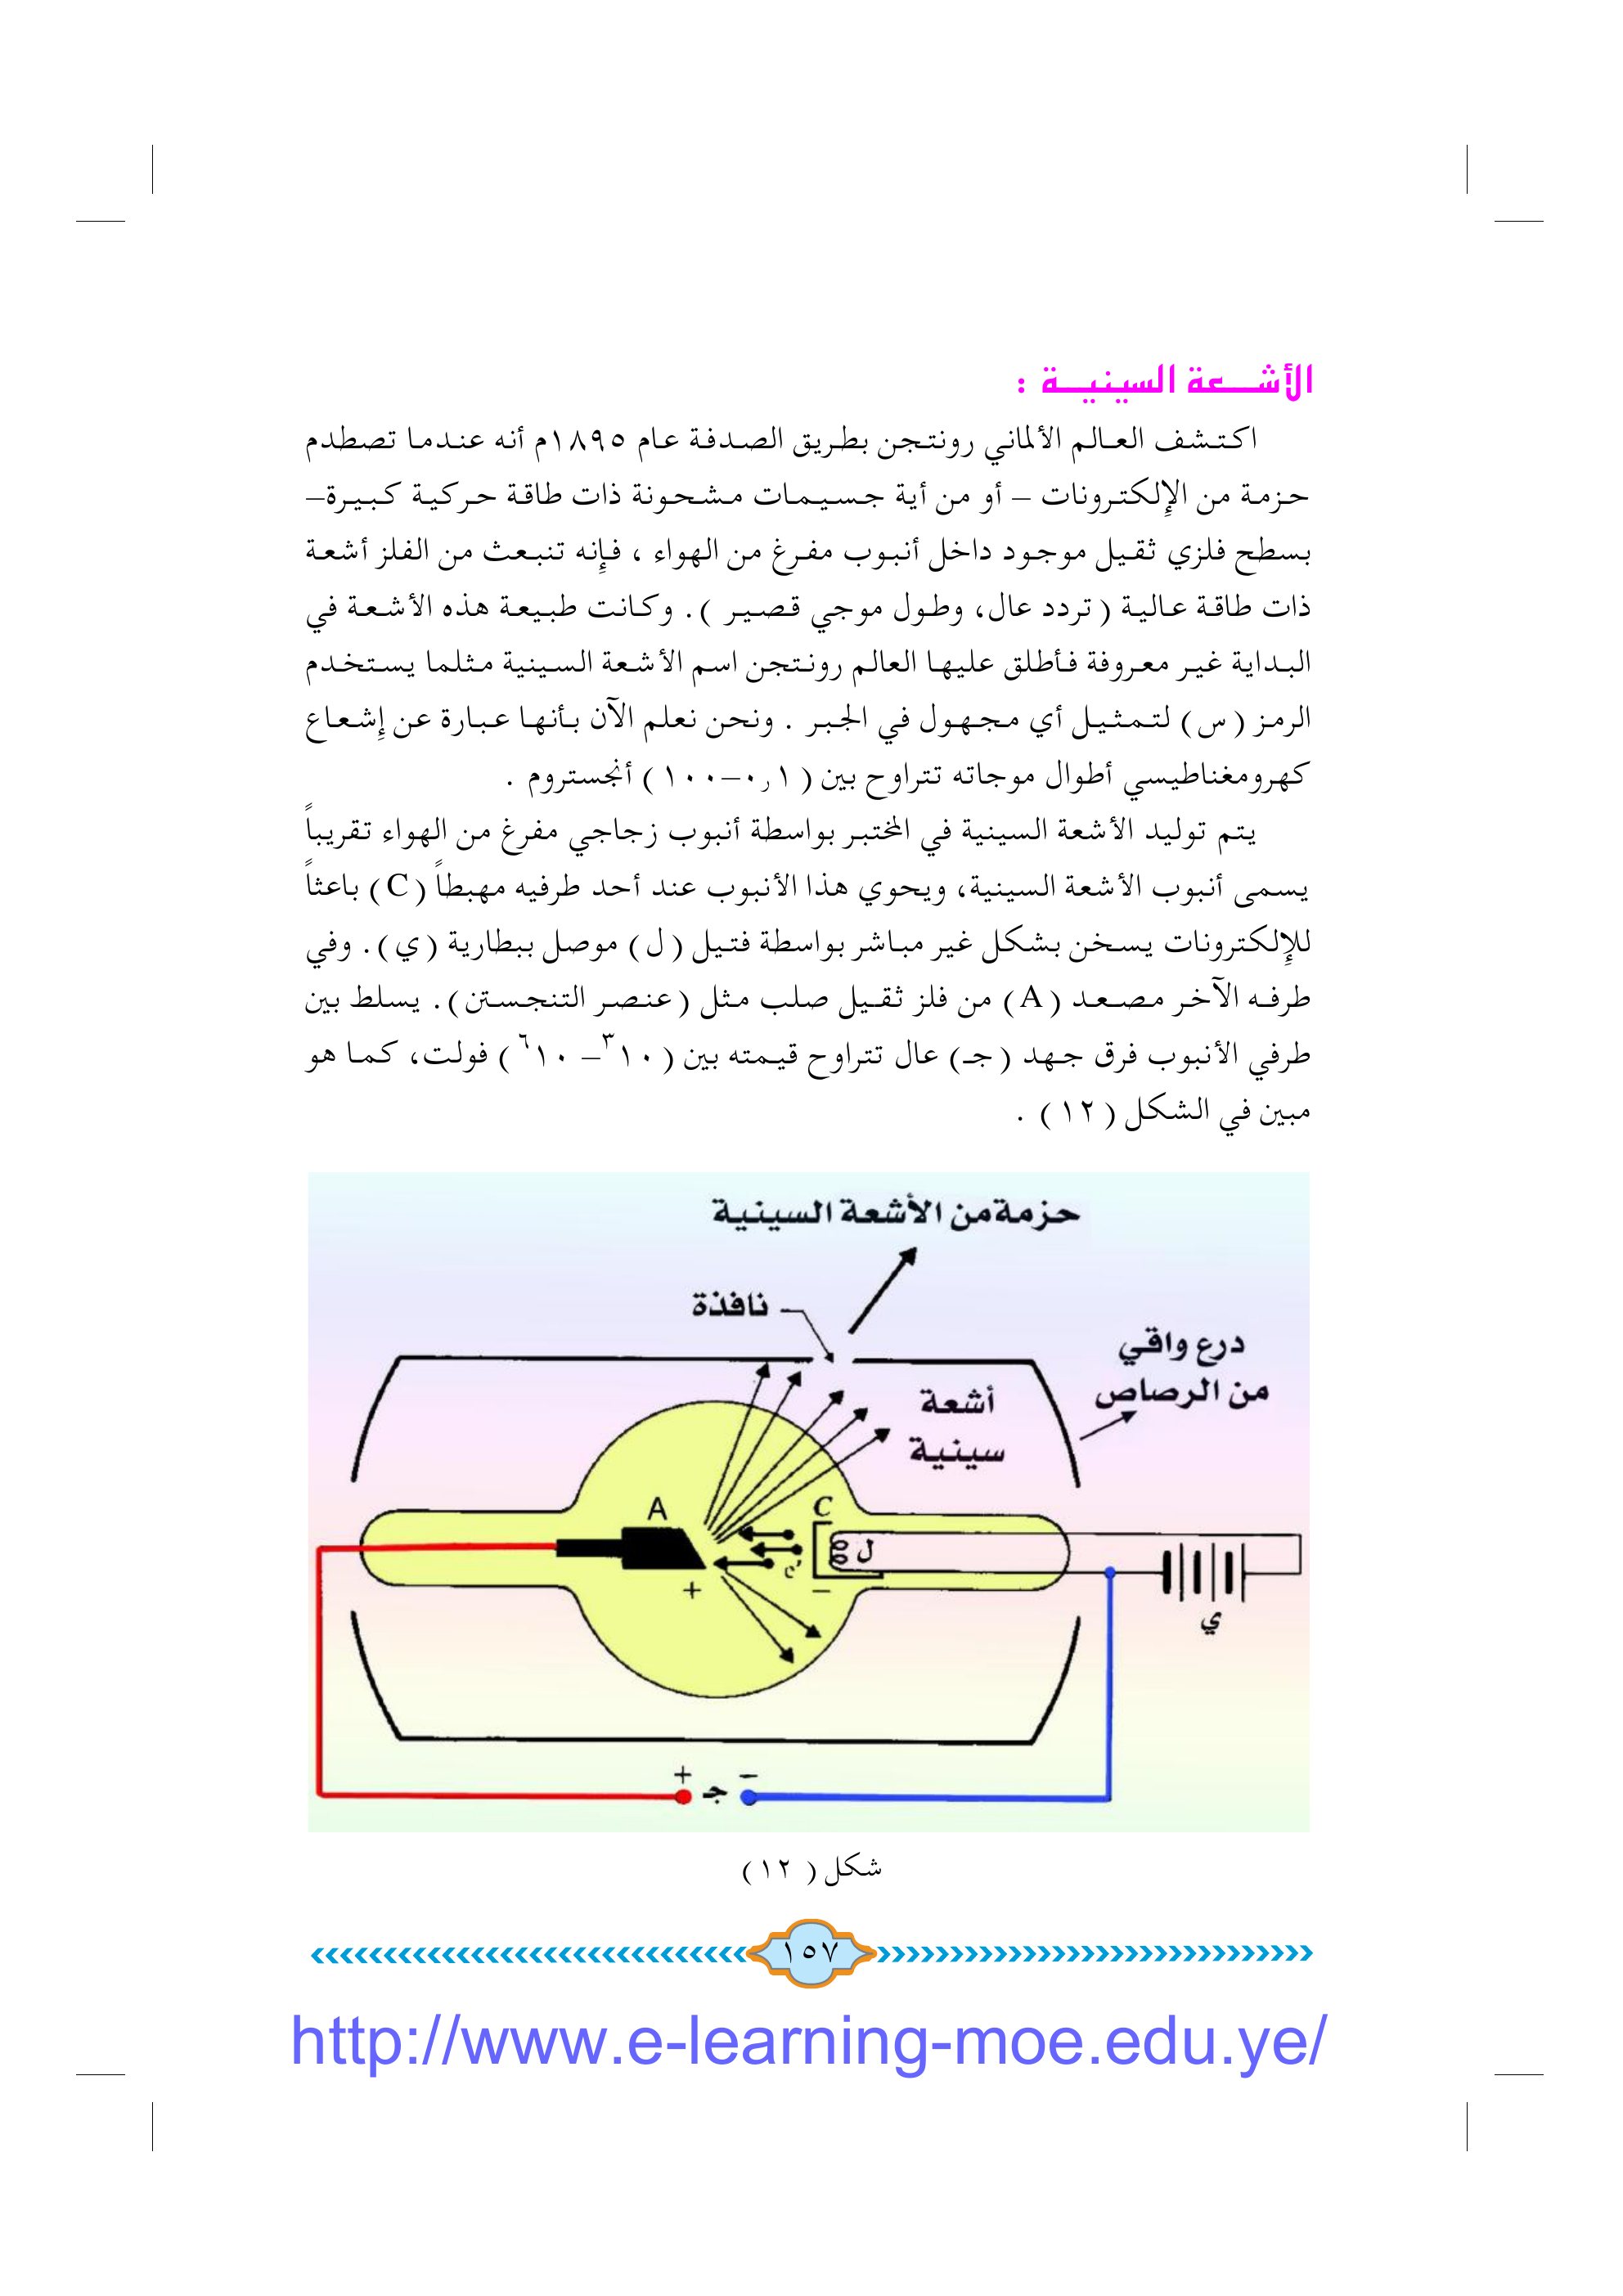 الأشعة السينية :
اكتشف العالم الألماني رونتجن بطريق الصدفة عام ١٨٩٥م أنه عندما تصطدم
حزمة من الإلكترونات – أو من أية جسيمات مشحونة ذات طاقة حركية كبيرة–
بسطح فلزي ثقيل موجود داخل أنبوب مفرغ من الهواء ، فإنه تنبعث من الفلز أشعة
ذات طاقة عالية ( تردد عال، وطول موجي قصير ). وكانت طبيعة هذه الأشعة في
البداية غير معروفة فأطلق عليها العالم رونتجن اسم الأشعة السينية مثلما يستخدم
الرمز ( س ) لتمثيل أي مجهول في الجبر . ونحن نعلم الآن بأنها عبارة عن إشعاع
كهرومغناطيسي أطوال موجاته تتراوح بين ( ٠٫١–١٠٠ ) أنجستروم .
يتم توليد الأشعة السينية في المختبر بواسطة أنبوب زجاجي مفرغ من الهواء تقريباً
يسمى أنبوب الأشعة السينية، ويحوي هذا الأنبوب عند أحد طرفيه مهبطاً ( C ) باعثاً
للإلكترونات يسخن بشكل غير مباشر بواسطة فتيل ( ل ) موصل ببطارية ( ي ). وفي
طرفه الآخر مصعد ( A ) من فلز ثقيل صلب مثل ( عنصر التنجستن ). يسلط بين
طرفي الأنبوب فرق جهد ( جـ ) عال تتراوح قيمته بين ( ١٠³ – ١٠⁶ ) فولت، كما هو
مبين في الشكل ( ١٢ ) .
حزمة من الأشعة السينية
نافذة
درع واقي
من الرصاص
أشعة
سينية
A
C
ل
e'
+
–
ي
+
–
جـ
شكل ( ١٢ )
١٥٧
http://www.e-learning-moe.edu.ye/